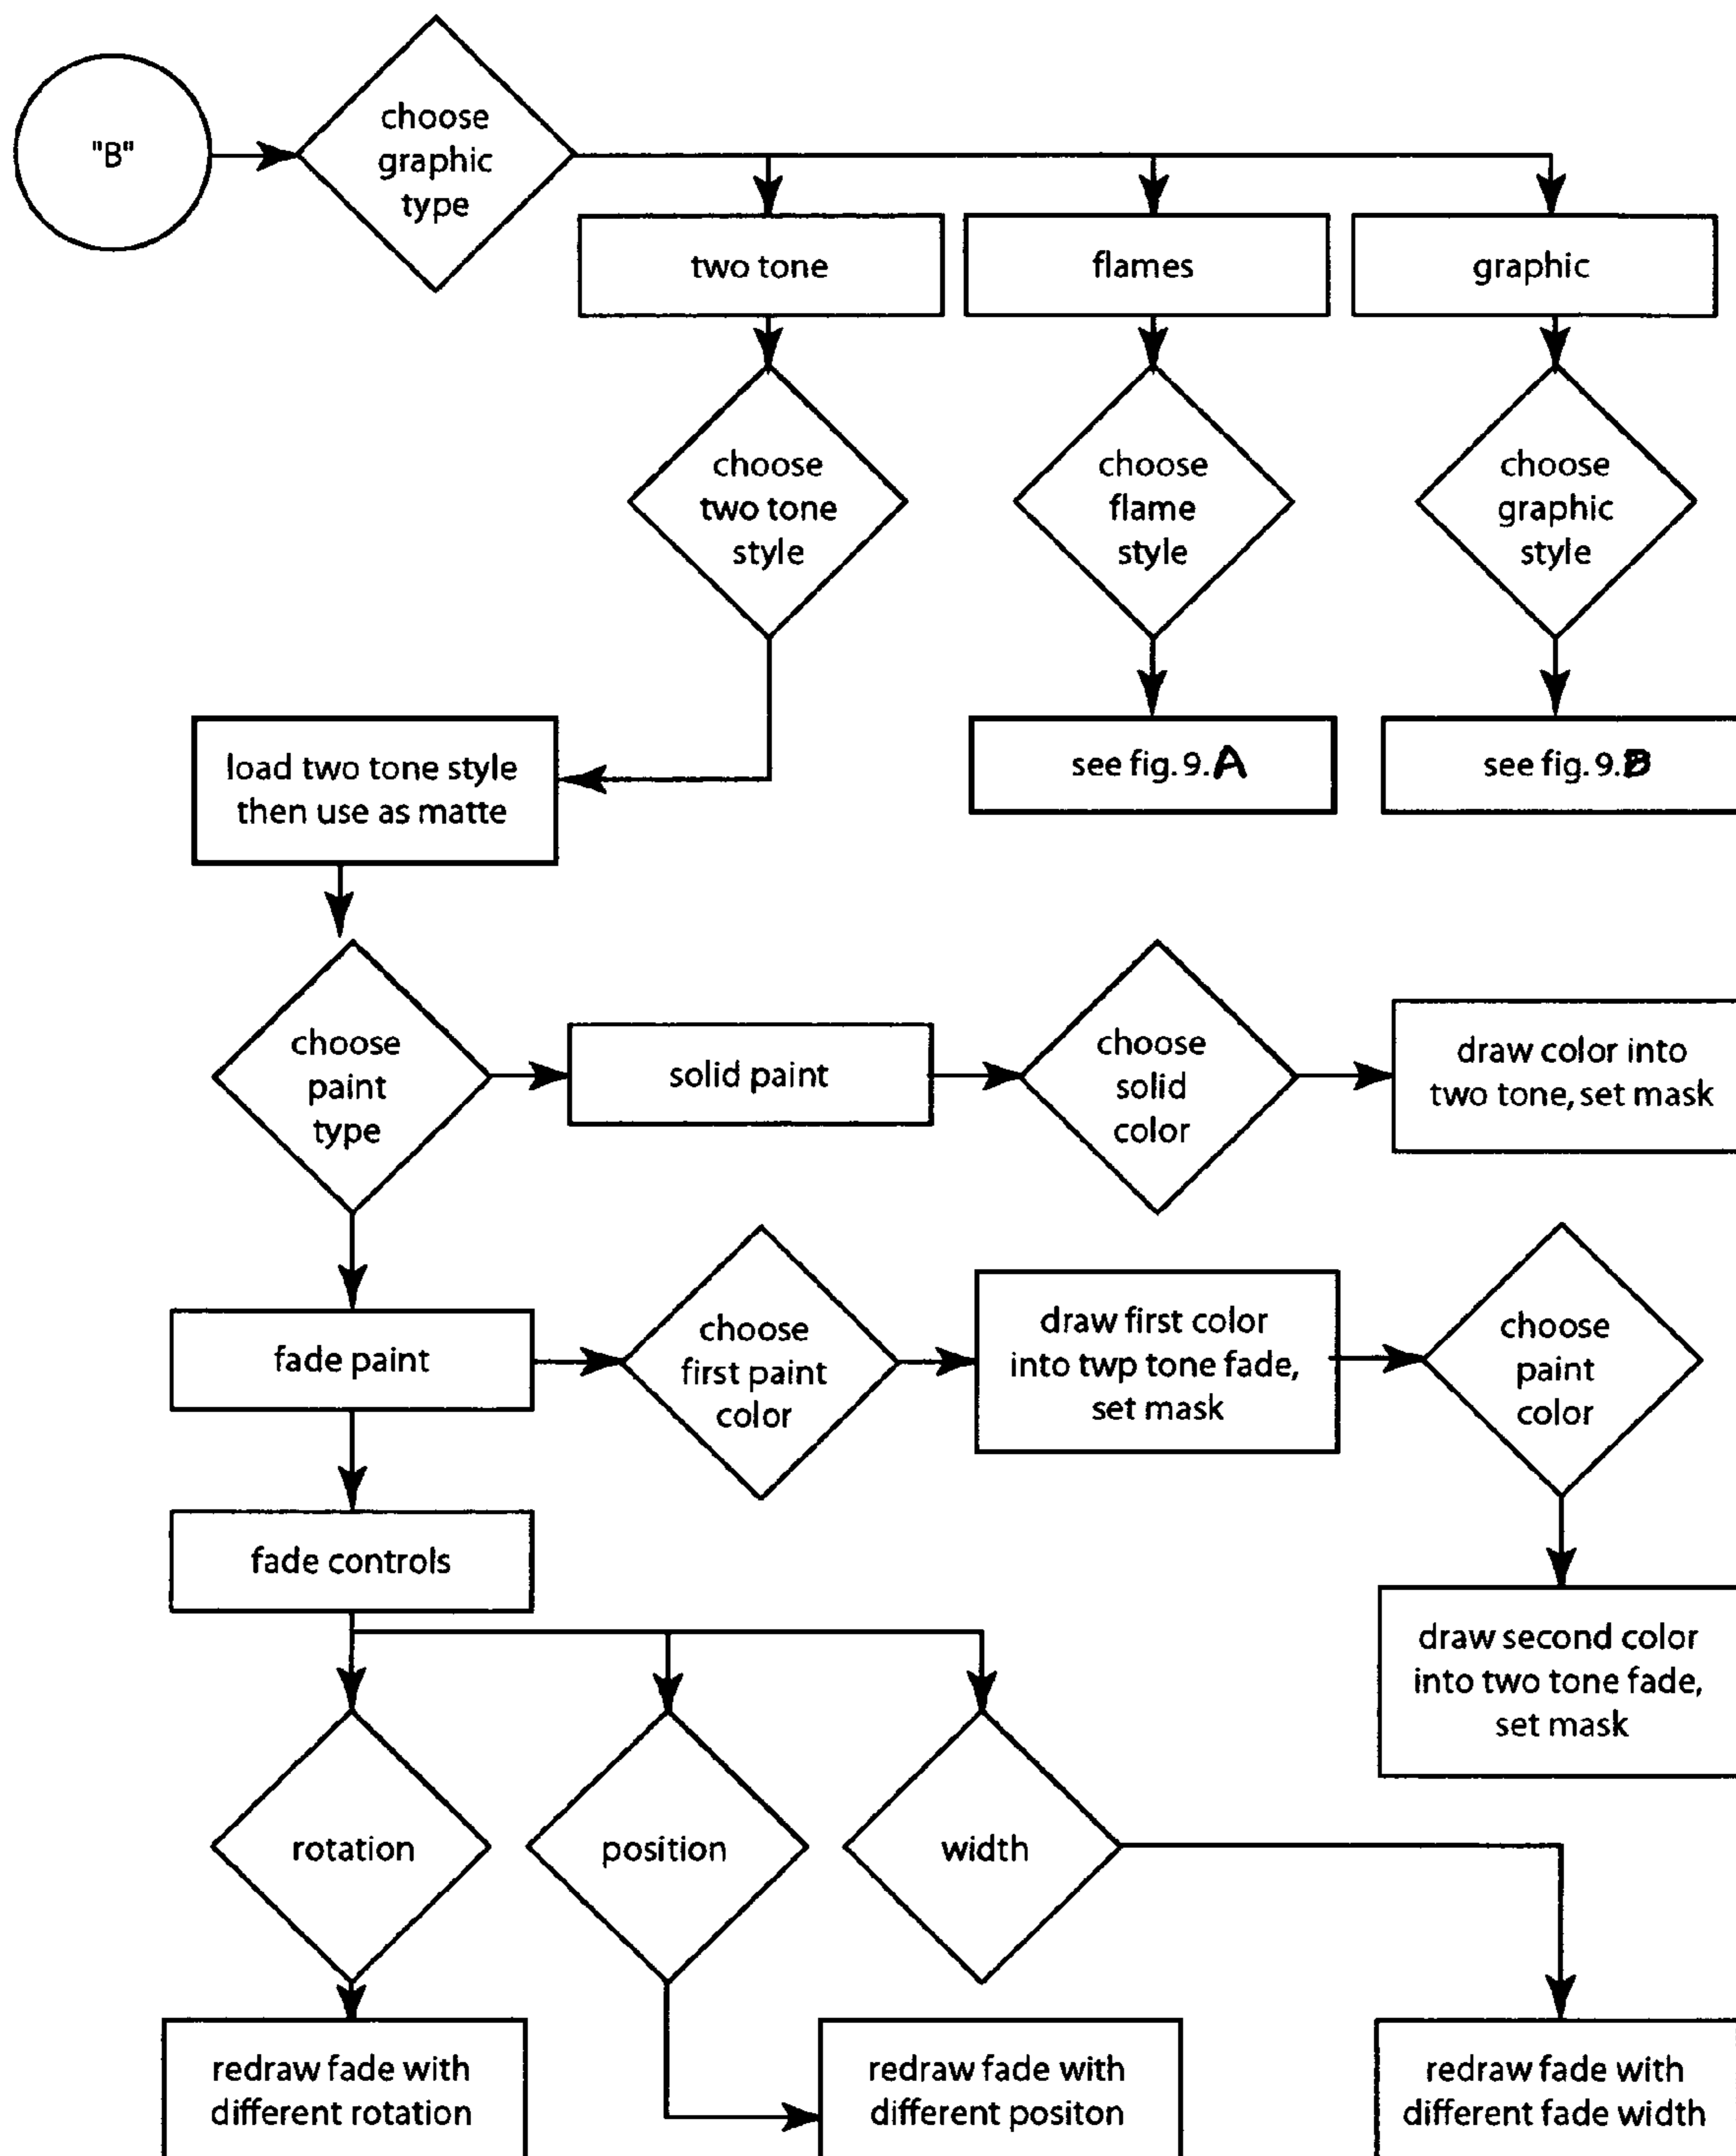 "B"
choose
graphic
type
two tone
flames
graphic
choose
two tone
style
choose
flame
style
choose
graphic
style
load two tone style
then use as matte
see fig. 9.A
see fig. 9.B
choose
paint
type
solid paint
choose
solid
color
draw color into
two tone, set mask
fade paint
choose
first paint
color
draw first color
into twp tone fade,
set mask
choose
paint
color
fade controls
draw second color
into two tone fade,
set mask
rotation
position
width
redraw fade with
different rotation
redraw fade with
different positon
redraw fade with
different fade width